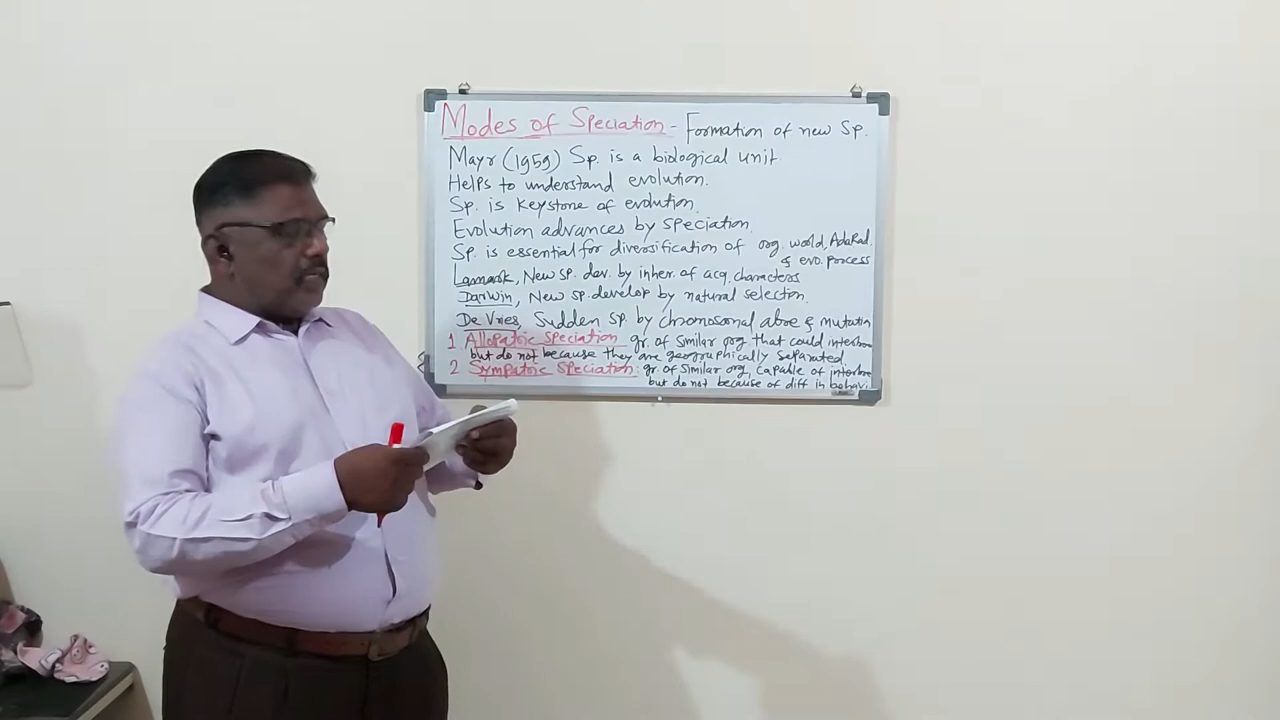 Modes of Speciation - Formation of new Sp.
Mayr (1959) Sp. is a biological unit
Helps to understand evolution.
Sp. is keystone of evolution.
Evolution advances by speciation.
Sp. is essential for diversification of org. world, AdaRad.
& evo. process
Lamark, New sp. dev. by inher. of acq. characters
Darwin, New sp. develop by natural selection.
De Vries, Sudden sp. by chromosomal abre & mutation
1 Allopatric Speciation gr. of similar org that could
but do not because they are geographically separated
2 Sympatric Speciation: gr. of similar org. capable of
but do not because of diff in behavi